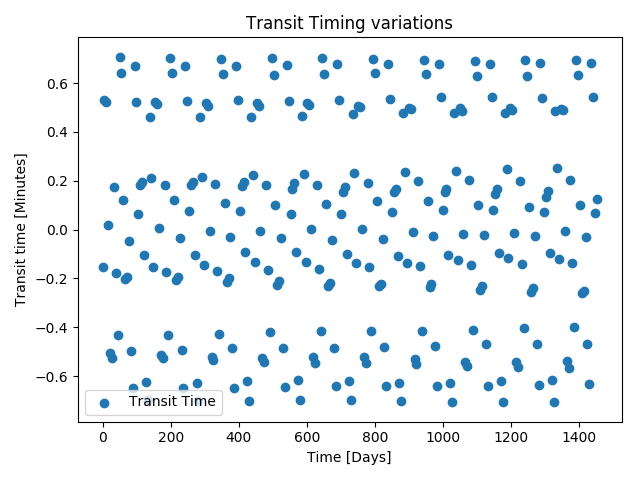 Transit Timing variations
Transit time [Minutes]
0.6
0.4
0.2
0.0
−0.2
−0.4
−0.6
Transit Time
0 200 400 600 800 1000 1200 1400
Time [Days]